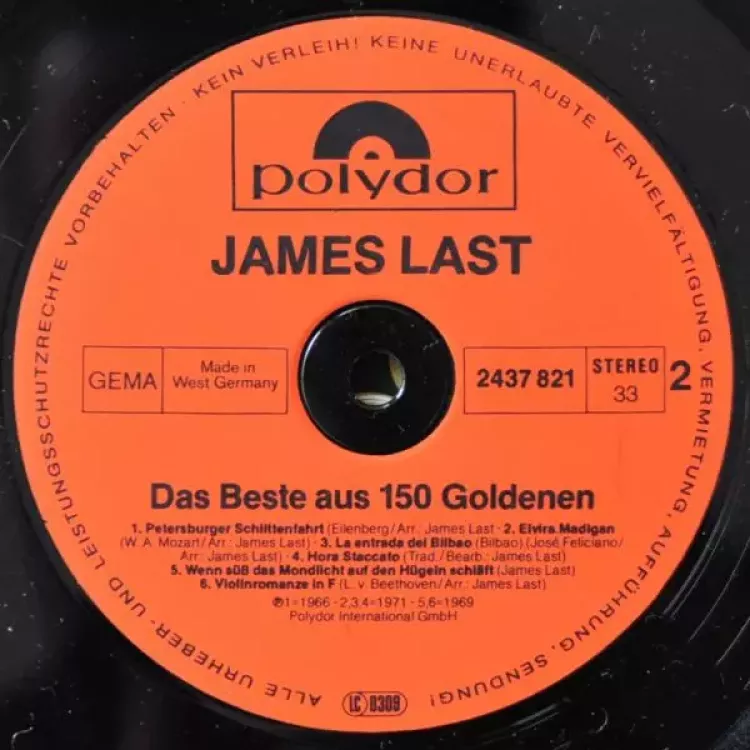 ALLE URHEBER- UND LEISTUNGSSCHUTZRECHTE VORBEHALTEN · KEIN VERLEIH! KEINE UNERLAUBTE VERVIELFÄLTIGUNG, VERMIETUNG, AUFFÜHRUNG, SENDUNG!
polydor
JAMES LAST
GEMA
Made in
West Germany
2437 821
STEREO
33
2
Das Beste aus 150 Goldenen
1. Petersburger Schlittenfahrt (Eilenberg/Arr.: James Last · 2. Elvira Madigan
(W. A. Mozart/Arr.: James Last) · 3. La entrada del Bilbao (Bilbao) (José Feliciano/
Arr.: James Last) · 4. Hora Staccato (Trad./Bearb.: James Last)
5. Wenn süß das Mondlicht auf den Hügeln schläft (James Last)
6. Violinromanze in F (L. v. Beethoven/Arr.: James Last)
℗1=1966 - 2,3,4=1971 - 5,6=1969
Polydor International GmbH
LC 0309